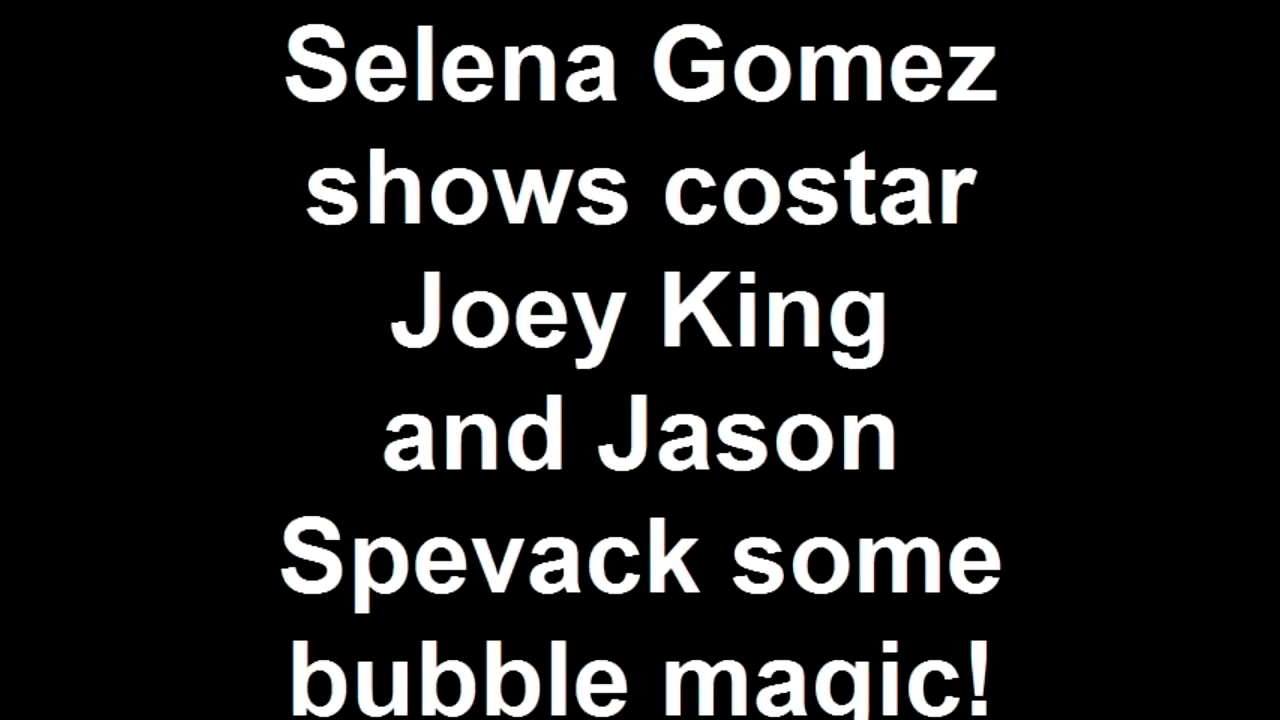 Selena Gomez
shows costar
Joey King
and Jason
Spevack some
bubble magic!